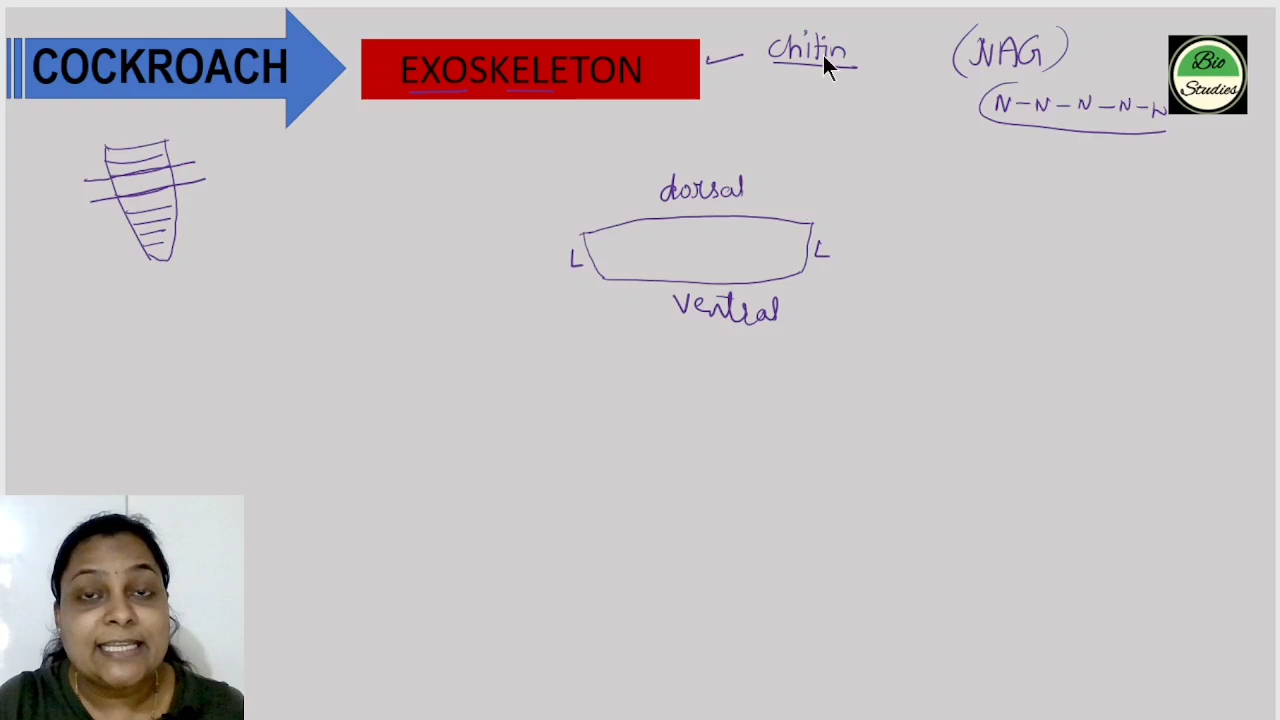 COCKROACH
EXOSKELETON
chitin
(NAG)
N-N-N-N-N
Bio
Studies
dorsal
L
L
ventral